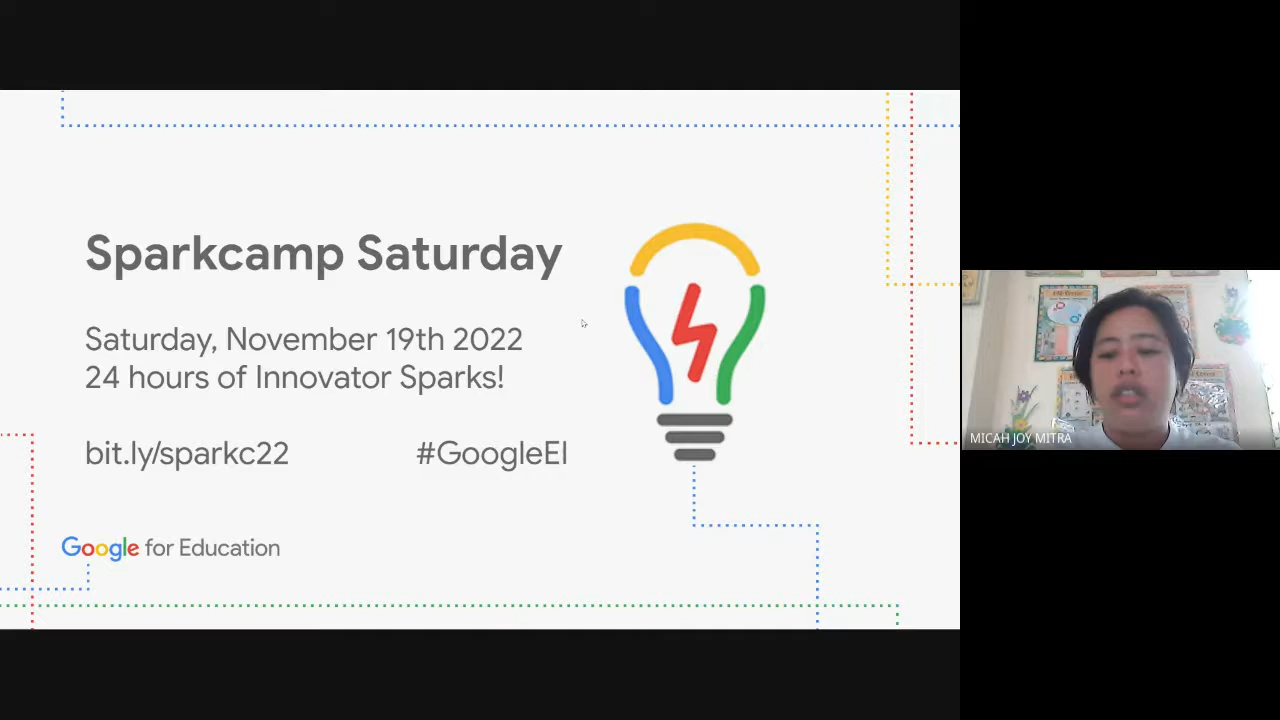 Sparkcamp Saturday
Saturday, November 19th 2022
24 hours of Innovator Sparks!
bit.ly/sparkc22 #GoogleEI
Google for Education
MICAH JOY MITRA